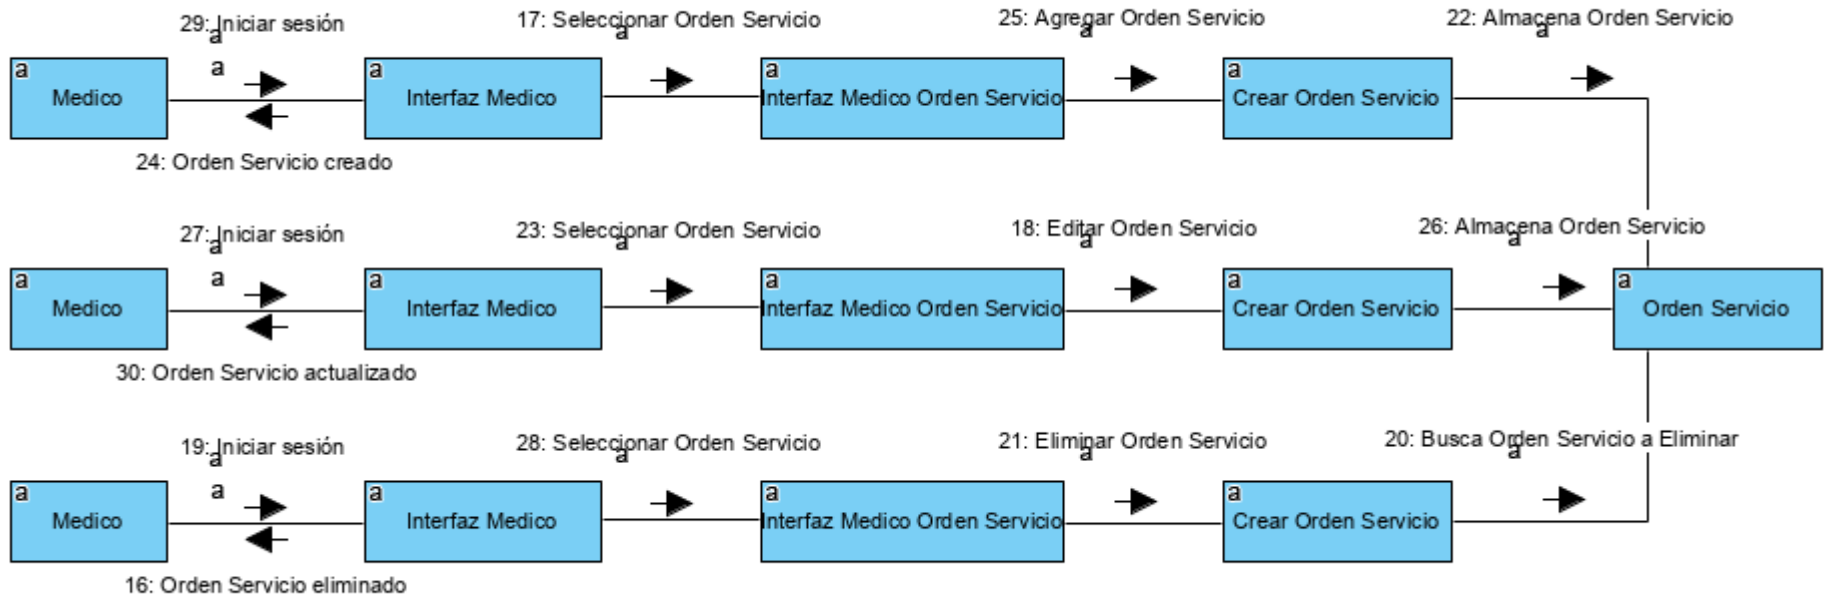 29: Iniciar sesión
17: Seleccionar Orden Servicio
25: Agregar Orden Servicio
22: Almacena Orden Servicio
a
a
a
a
a
a
Medico
a
Interfaz Medico
a
Interfaz Medico Orden Servicio
a
Crear Orden Servicio
24: Orden Servicio creado
27: Iniciar sesión
23: Seleccionar Orden Servicio
18: Editar Orden Servicio
26: Almacena Orden Servicio
a
a
a
a
a
a
Medico
a
Interfaz Medico
a
Interfaz Medico Orden Servicio
a
Crear Orden Servicio
a
Orden Servicio
30: Orden Servicio actualizado
19: Iniciar sesión
28: Seleccionar Orden Servicio
21: Eliminar Orden Servicio
20: Busca Orden Servicio a Eliminar
a
a
a
a
a
a
Medico
a
Interfaz Medico
a
Interfaz Medico Orden Servicio
a
Crear Orden Servicio
16: Orden Servicio eliminado